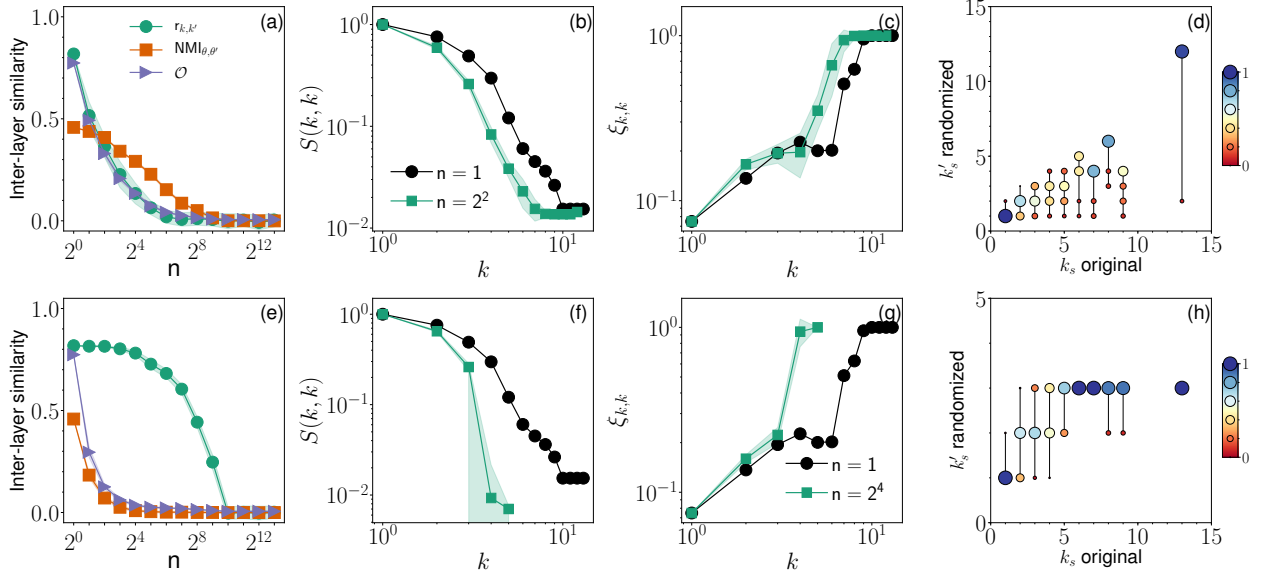 (a)
r_{k,k'}
NMI_{θ,θ'}
𝒪
Inter-layer similarity
1.0
0.5
0.0
2^0 2^4 2^8 2^12
n
(b)
S(k, k)
10^0
10^{-1}
10^{-2}
n = 1
n = 2^2
10^0 10^1
k
(c)
ξ_{k,k}
10^0
10^{-1}
10^0 10^1
k
(d)
k'_s randomized
15
10
5
0
0 5 10 15
k_s original
1
0
(e)
Inter-layer similarity
1.0
0.5
0.0
2^0 2^4 2^8 2^12
n
(f)
S(k, k)
10^0
10^{-1}
10^{-2}
10^0 10^1
k
(g)
ξ_{k,k}
10^0
10^{-1}
n = 1
n = 2^4
10^0 10^1
k
(h)
k'_s randomized
5
0
0 5 10 15
k_s original
1
0